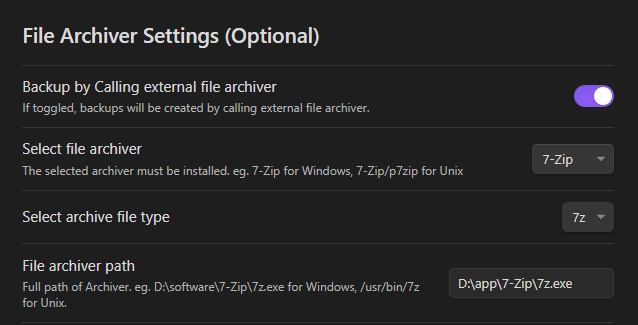 File Archiver Settings (Optional)
Backup by Calling external file archiver
If toggled, backups will be created by calling external file archiver.
Select file archiver
The selected archiver must be installed. eg. 7-Zip for Windows, 7-Zip/p7zip for Unix
7-Zip
Select archive file type
7z
File archiver path
Full path of Archiver. eg. D:\software\7-Zip\7z.exe for Windows, /usr/bin/7z
for Unix.
D:\app\7-Zip\7z.exe